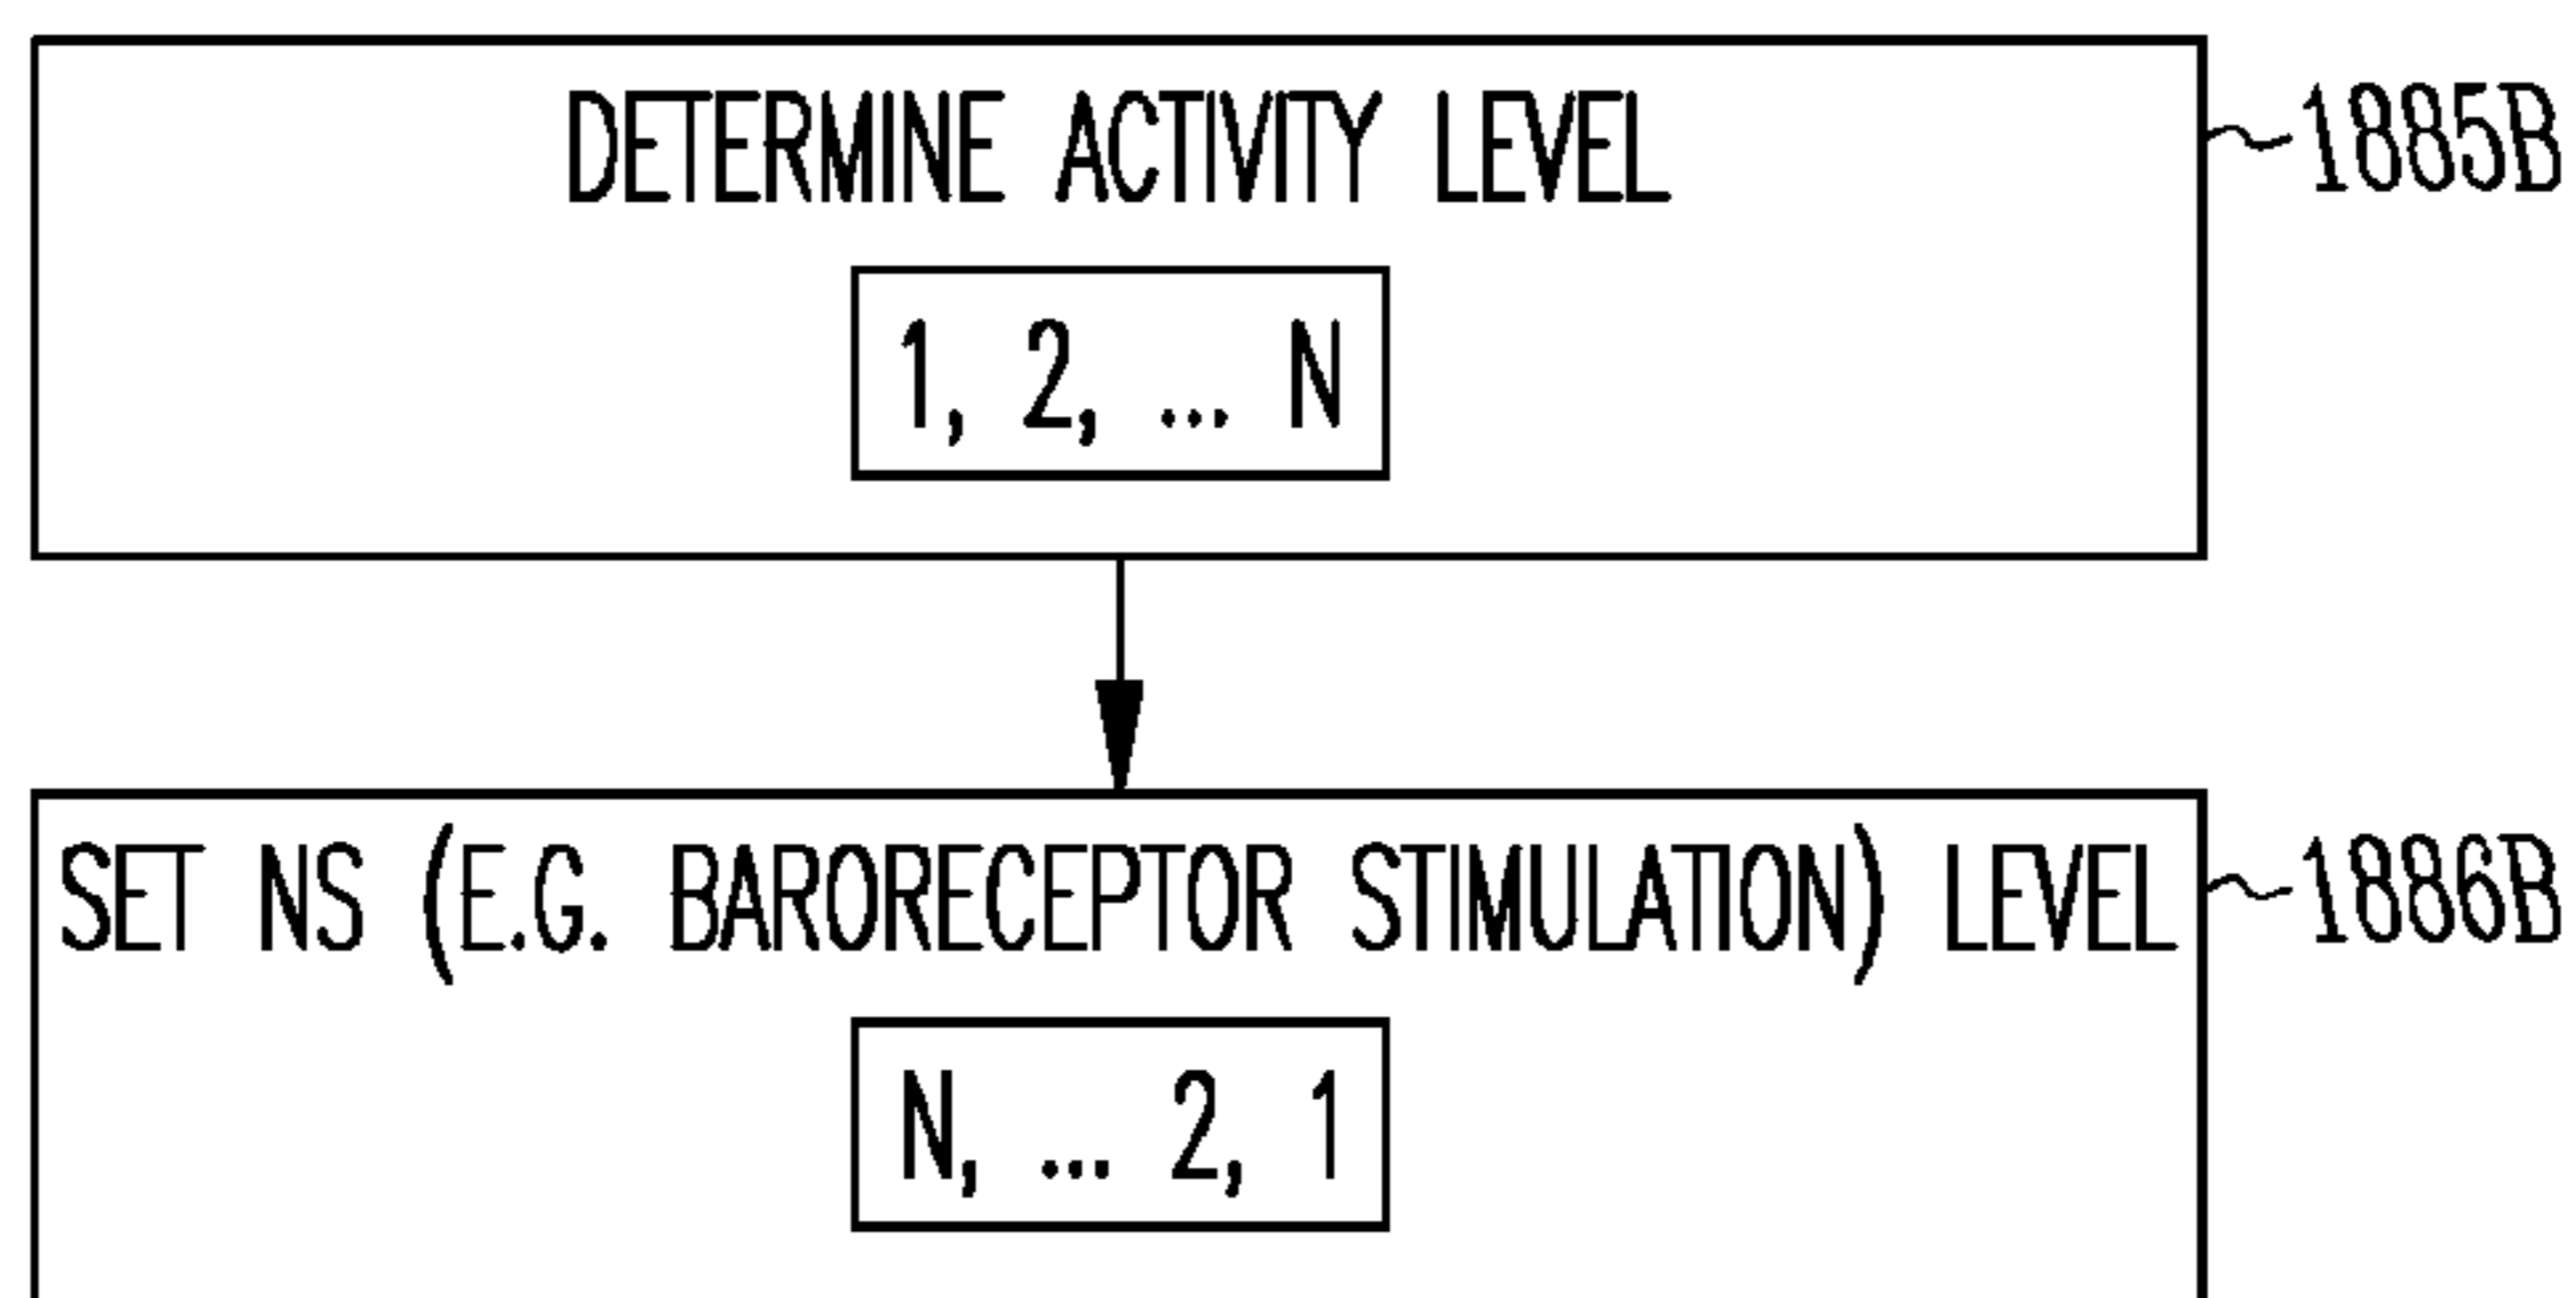 DETERMINE ACTIVITY LEVEL
1885B
1, 2, ... N
SET NS (E.G. BARORECEPTOR STIMULATION) LEVEL
1886B
N, ... 2, 1